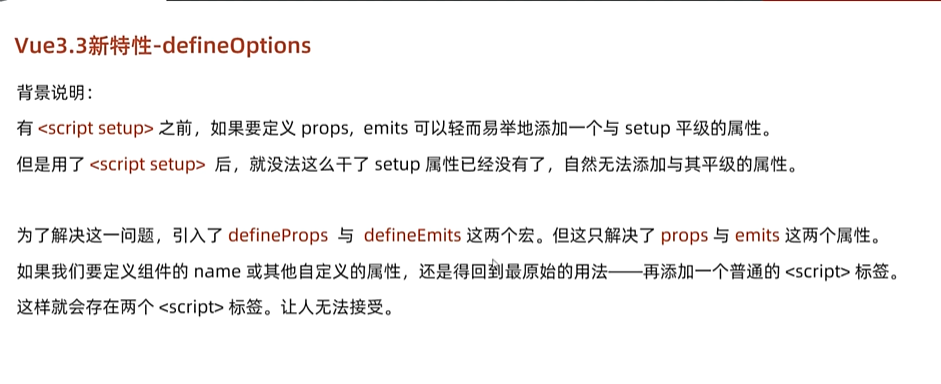 Vue3.3新特性-defineOptions
背景说明：
有 <script setup> 之前，如果要定义 props，emits 可以轻而易举地添加一个与 setup 平级的属性。
但是用了 <script setup> 后，就没法这么干了 setup 属性已经没有了，自然无法添加与其平级的属性。
为了解决这一问题，引入了 defineProps 与 defineEmits 这两个宏。但这只解决了 props 与 emits 这两个属性。
如果我们要定义组件的 name 或其他自定义的属性，还是得回到最原始的用法——再添加一个普通的 <script> 标签。
这样就会存在两个 <script> 标签。让人无法接受。